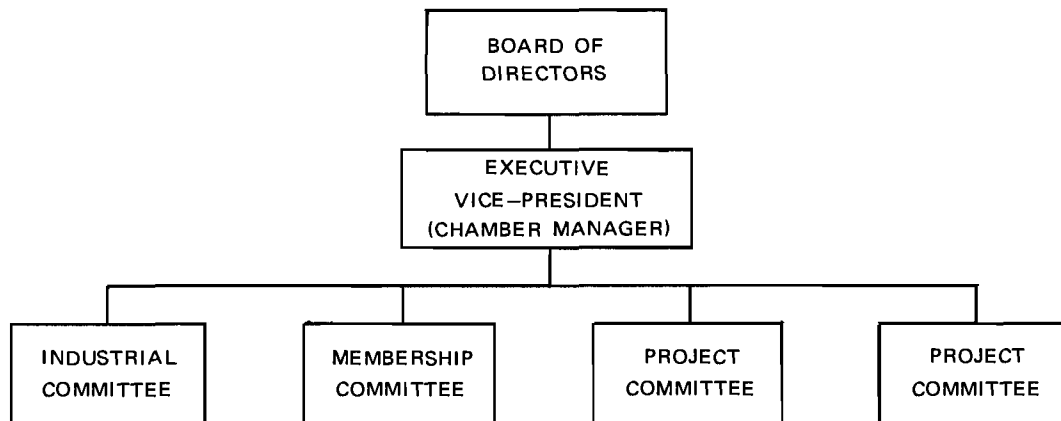 BOARD OF
DIRECTORS
EXECUTIVE
VICE–PRESIDENT
(CHAMBER MANAGER)
INDUSTRIAL
COMMITTEE
MEMBERSHIP
COMMITTEE
PROJECT
COMMITTEE
PROJECT
COMMITTEE